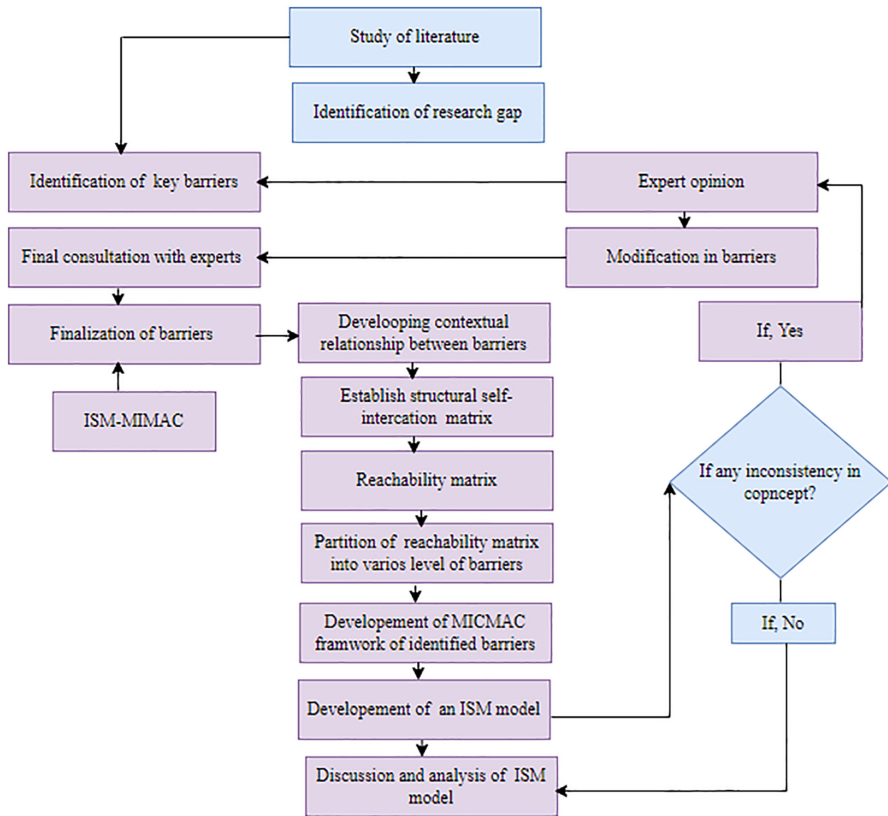 Study of literature
Identification of research gap
Identification of key barriers
Expert opinion
Final consultation with experts
Modification in barriers
Finalization of barriers
Develooping contextual
relationship between barriers
If, Yes
ISM-MIMAC
Establish structural self-
intercation matrix
Reachability matrix
If any inconsistency in
copncept?
Partition of reachability matrix
into varios level of barriers
Developement of MICMAC
framwork of identified barriers
If, No
Developement of an ISM model
Discussion and analysis of ISM
model